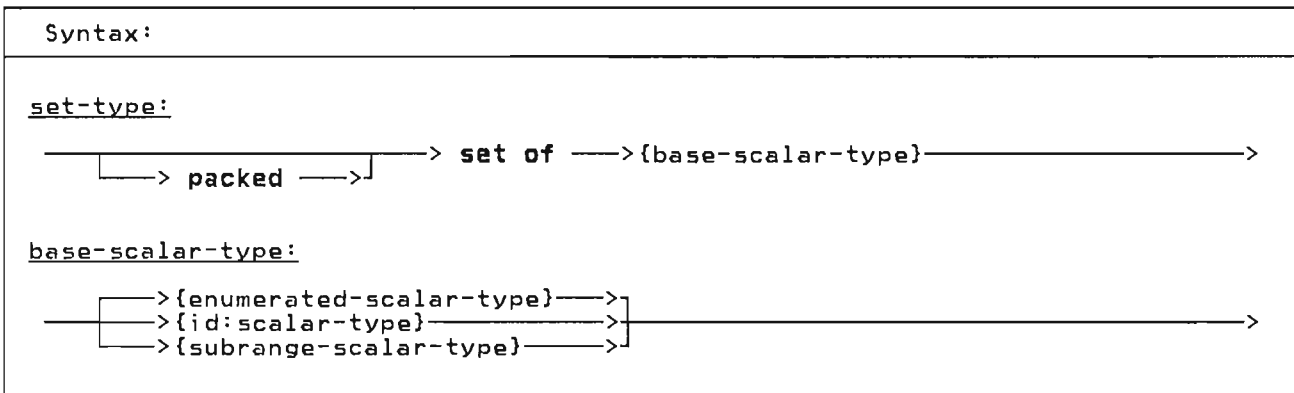 Syntax:
set-type:
set of {base-scalar-type}
packed
base-scalar-type:
{enumerated-scalar-type}
{id:scalar-type}
{subrange-scalar-type}